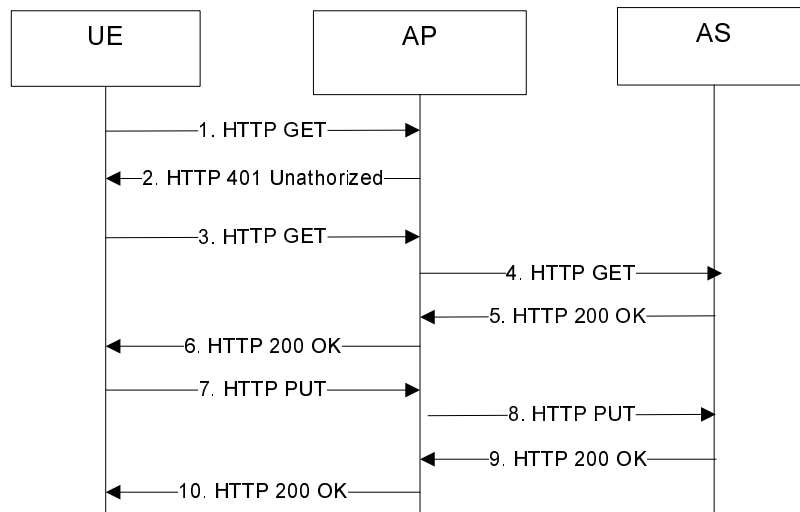 UE
AP
AS
1. HTTP GET
2. HTTP 401 Unathorized
3. HTTP GET
4. HTTP GET
5. HTTP 200 OK
6. HTTP 200 OK
7. HTTP PUT
8. HTTP PUT
9. HTTP 200 OK
10. HTTP 200 OK